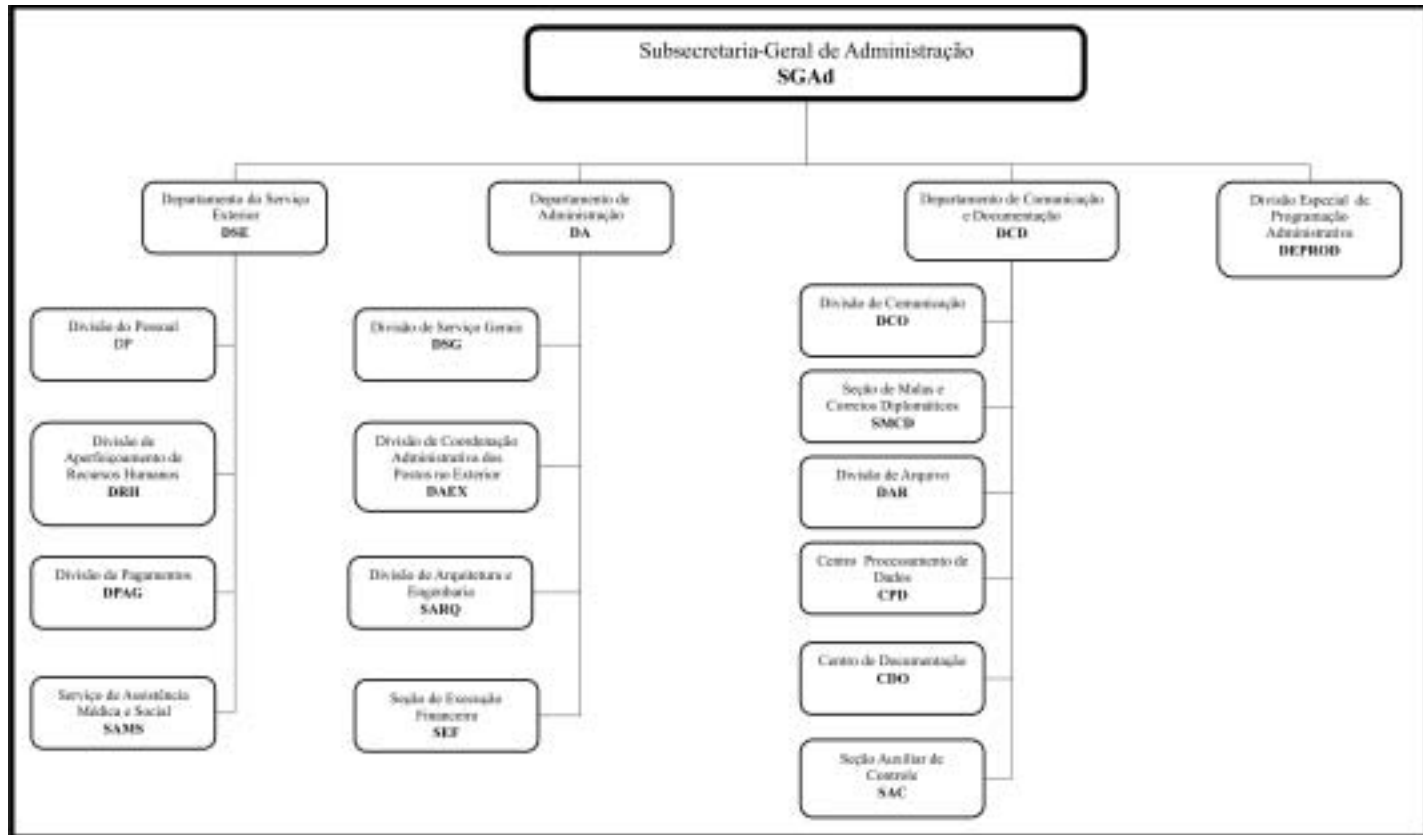 Subsecretaria-Geral de Administração
SGAd
Departamento do Serviço
Exterior
DSE
Departamento de
Administração
DA
Departamento de Comunicação
e Documentação
DCD
Divisão Especial de
Programação
Administrativa
DEPROD
Divisão do Pessoal
DP
Divisão de
Aperfeiçoamento de
Recursos Humanos
DRH
Divisão de Pagamentos
DPAG
Serviço de Assistência
Médica e Social
SAMS
Divisão de Serviço Gerais
DSG
Divisão de Coordenação
Administrativa dos
Postos no Exterior
DAEX
Divisão de Arquitetura e
Engenharia
SARQ
Seção de Execução
Financeira
SEF
Divisão de Comunicação
DCO
Seção de Malas e
Correios Diplomáticos
SMCD
Divisão de Arquivo
DAR
Centro Processamento de
Dados
CPD
Centro de Documentação
CDO
Seção Auxiliar de
Controle
SAC